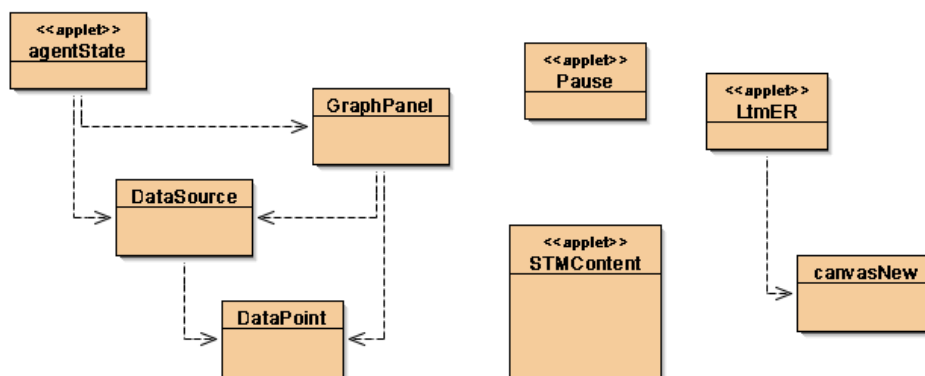 <<applet>>
agentState
GraphPanel
DataSource
DataPoint
<<applet>>
Pause
<<applet>>
STMContent
<<applet>>
LtmER
canvasNew